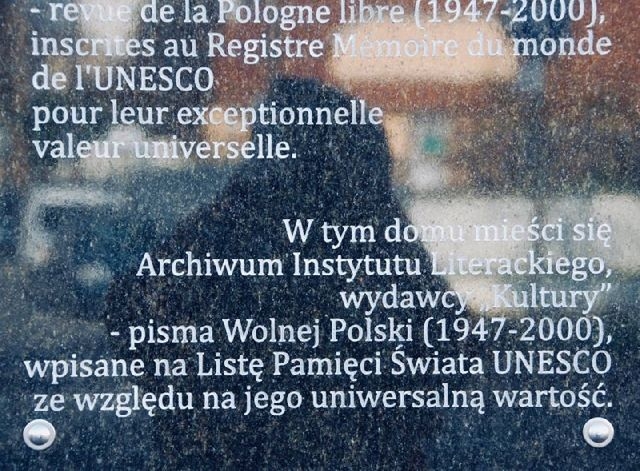 - revue de la Pologne libre (1947-2000),
inscrites au Registre Mémoire du monde
de l'UNESCO
pour leur exceptionnelle
valeur universelle.
W tym domu mieści się
Archiwum Instytutu Literackiego,
wydawcy „Kultury”
- pisma Wolnej Polski (1947-2000),
wpisane na Listę Pamięci Świata UNESCO
ze względu na jego uniwersalną wartość.